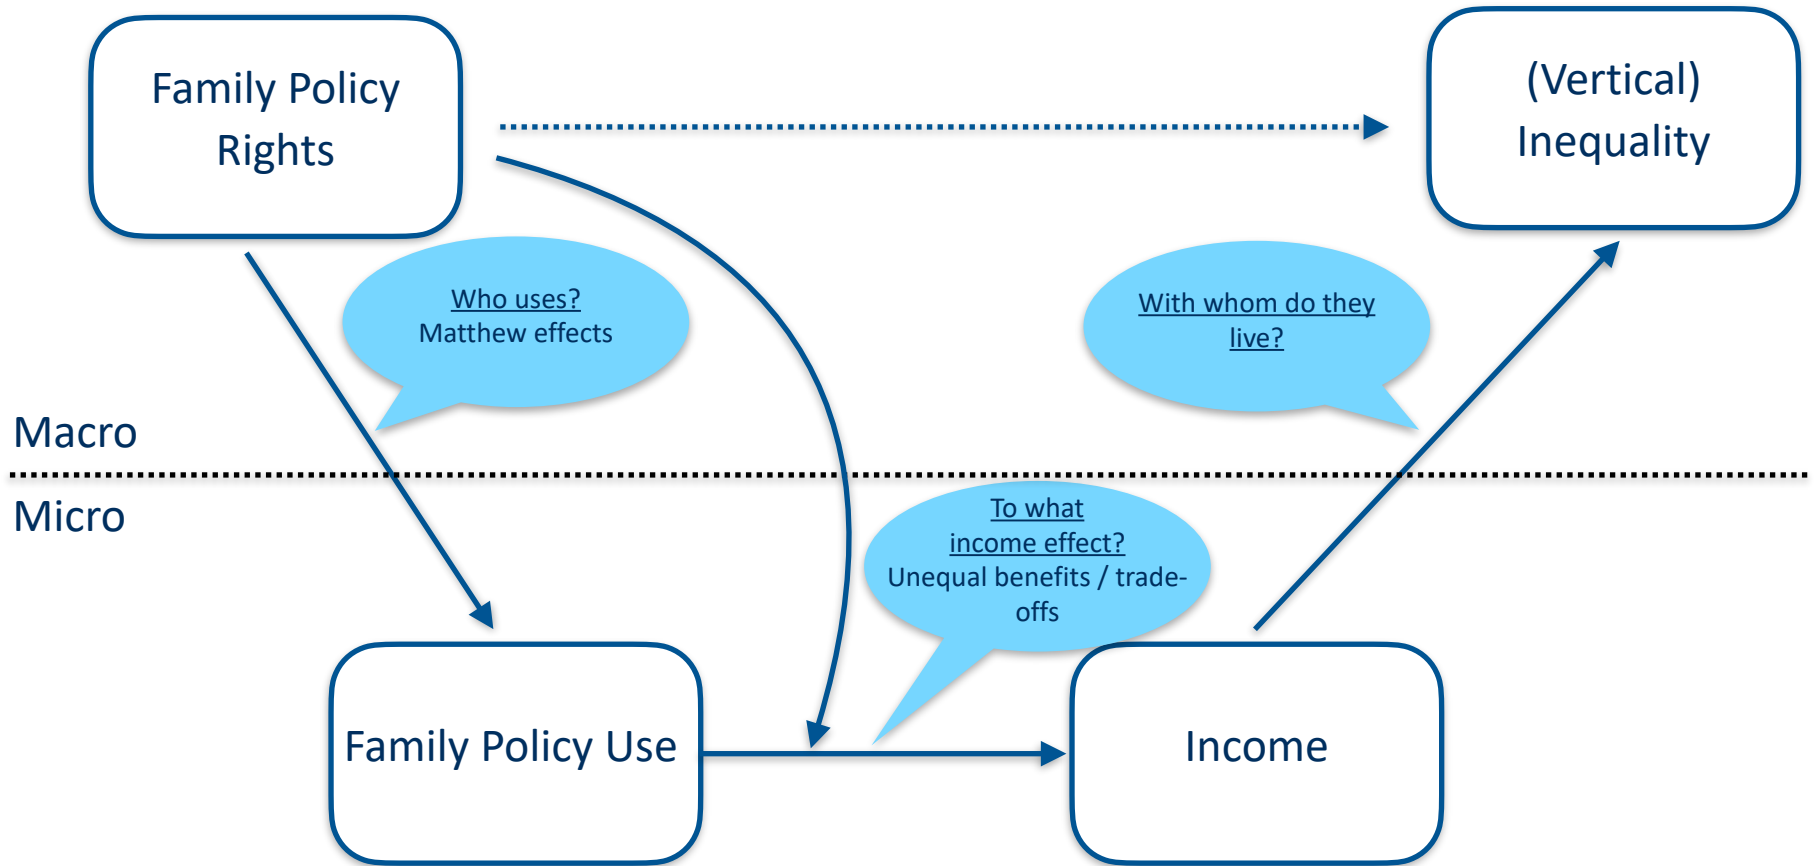 Family Policy
Rights
(Vertical)
Inequality
Who uses?
Matthew effects
With whom do they
live?
Macro
Micro
To what
income effect?
Unequal benefits / trade-
offs
Family Policy Use
Income